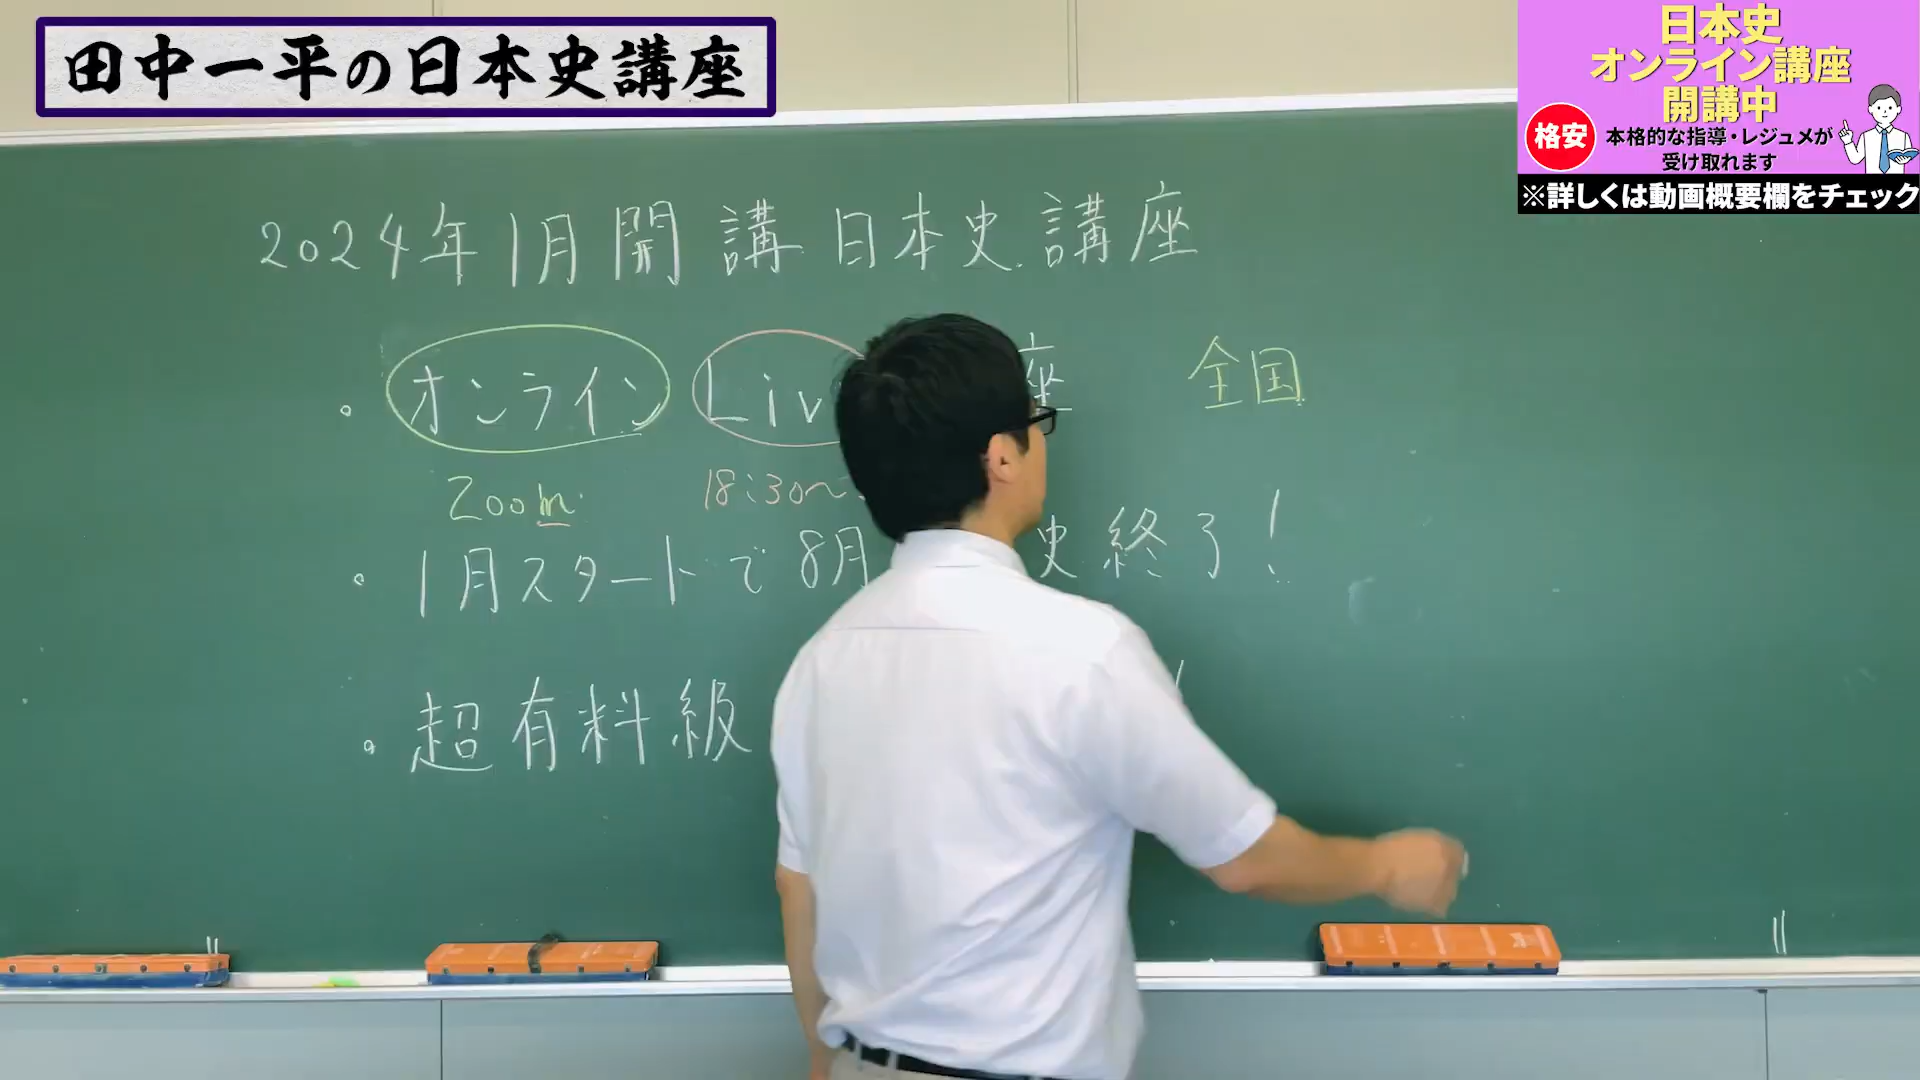 田中一平の日本史講座
日本史
オンライン講座
開講中
格安
本格的な指導・レジュメが
受け取れます
※詳しくは動画概要欄をチェック
2024年1月開講 日本史講座
・オンライン Liv 座 全国
Zoom 18:30〜
・1月スタートで8月 史終了!
・超有料級